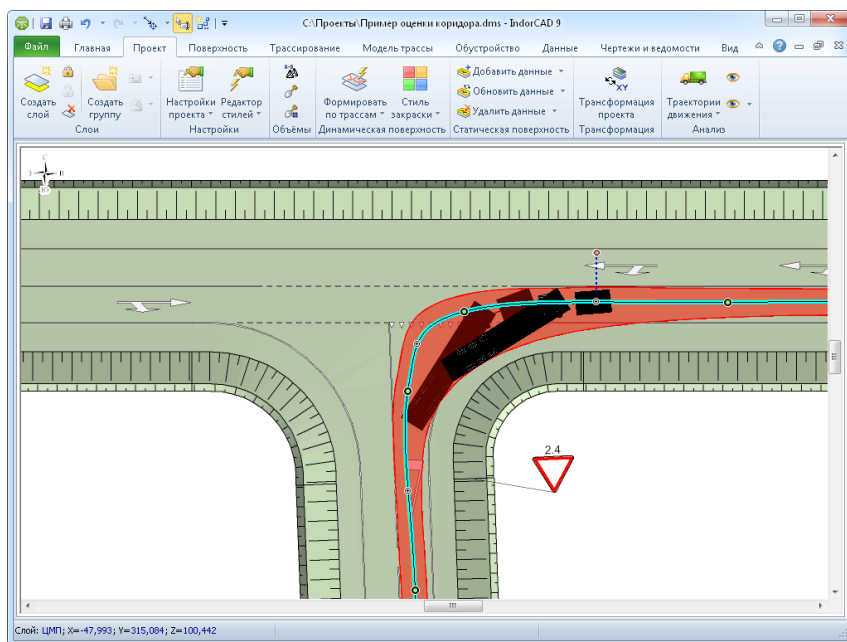 C:\Проекты\Пример оценки коридора.dms - IndorCAD 9
Файл Главная Проект Поверхность Трассирование Модель трассы Обустройство Данные Чертежи и ведомости Вид
Создать слой
Создать группу
Слои
Настройки проекта
Редактор стилей
Настройки
Объёмы
Формировать по трассам
Стиль закраски
Динамическая поверхность
Добавить данные
Обновить данные
Удалить данные
Статическая поверхность
XY
Трансформация проекта
Трансформация
Траектории движения
Анализ
С
З В
Ю
2.4
Слой: ЦМП; X=-47,993; Y=315,084; Z=100,442